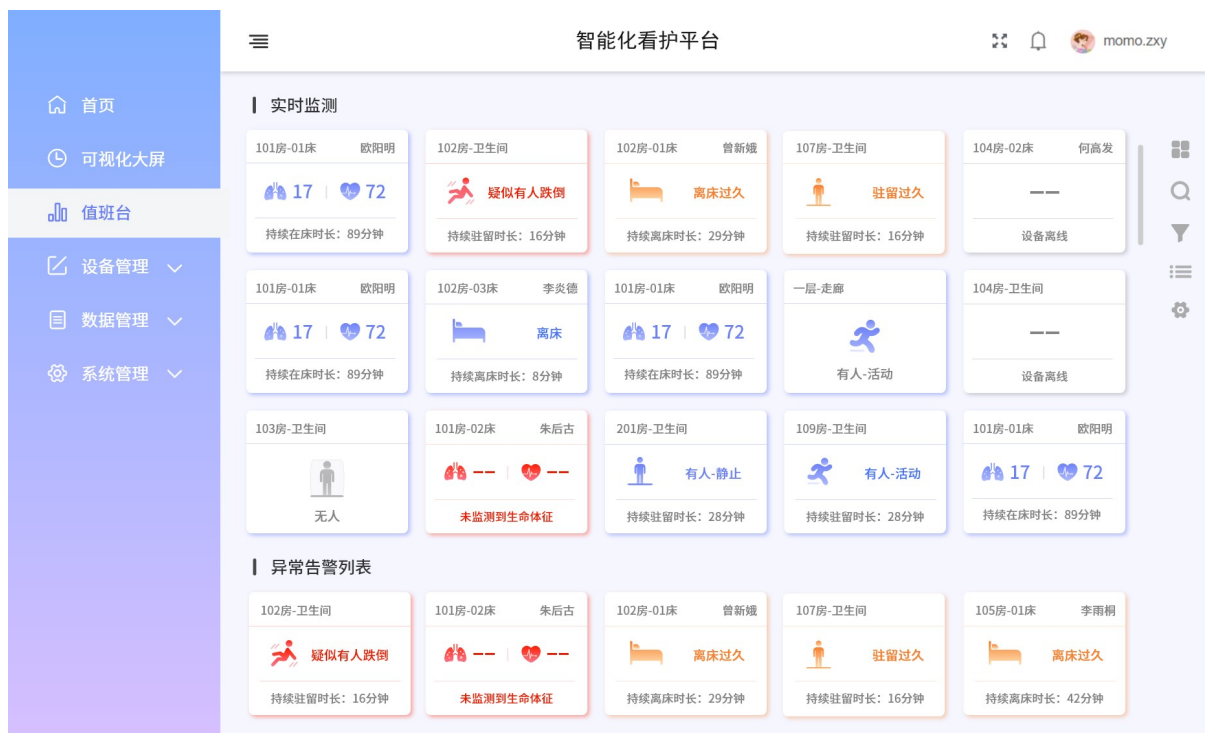 智能化看护平台
momo.zxy
首页
可视化大屏
值班台
设备管理
数据管理
系统管理
实时监测
101房-01床 欧阳明
17 72
持续在床时长：89分钟
102房-卫生间
疑似有人跌倒
持续驻留时长：16分钟
102房-01床 曾新娥
离床过久
持续离床时长：29分钟
107房-卫生间
驻留过久
持续驻留时长：16分钟
104房-02床 何高发
——
设备离线
101房-01床 欧阳明
17 72
持续在床时长：89分钟
102房-03床 李炎德
离床
持续离床时长：8分钟
101房-01床 欧阳明
17 72
持续在床时长：89分钟
一层-走廊
有人-活动
104房-卫生间
——
设备离线
103房-卫生间
无人
101房-02床 朱后古
-- --
未监测到生命体征
201房-卫生间
有人-静止
持续驻留时长：28分钟
109房-卫生间
有人-活动
持续驻留时长：28分钟
101房-01床 欧阳明
17 72
持续在床时长：89分钟
异常告警列表
102房-卫生间
疑似有人跌倒
持续驻留时长：16分钟
101房-02床 朱后古
-- --
未监测到生命体征
102房-01床 曾新娥
离床过久
持续离床时长：29分钟
107房-卫生间
驻留过久
持续驻留时长：16分钟
105房-01床 李雨桐
离床过久
持续离床时长：42分钟